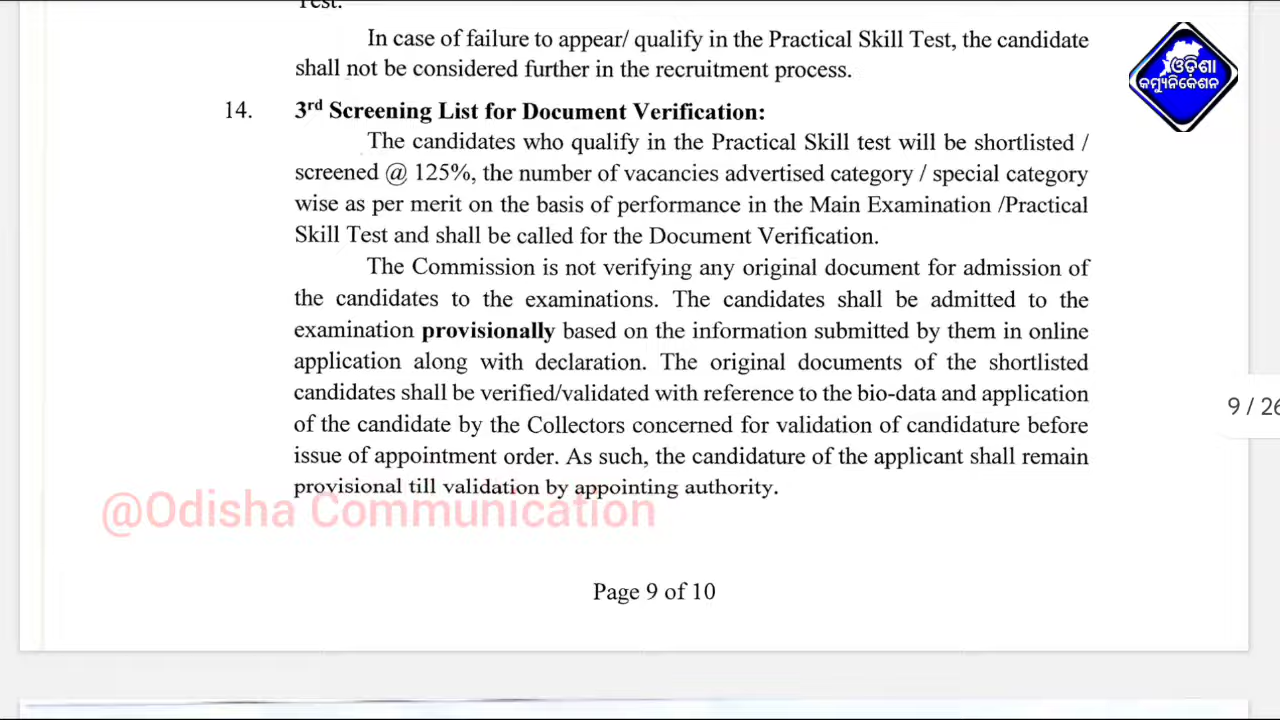 Test.
In case of failure to appear/ qualify in the Practical Skill Test, the candidate
shall not be considered further in the recruitment process.
ଓଡ଼ିଶା
କମ୍ୟୁନିକେଶନ
14. 3rd Screening List for Document Verification:
The candidates who qualify in the Practical Skill test will be shortlisted /
screened @ 125%, the number of vacancies advertised category / special category
wise as per merit on the basis of performance in the Main Examination /Practical
Skill Test and shall be called for the Document Verification.
The Commission is not verifying any original document for admission of
the candidates to the examinations. The candidates shall be admitted to the
examination provisionally based on the information submitted by them in online
application along with declaration. The original documents of the shortlisted
candidates shall be verified/validated with reference to the bio-data and application
of the candidate by the Collectors concerned for validation of candidature before
issue of appointment order. As such, the candidature of the applicant shall remain
provisional till validation by appointing authority.
9 / 26
@Odisha Communication
Page 9 of 10